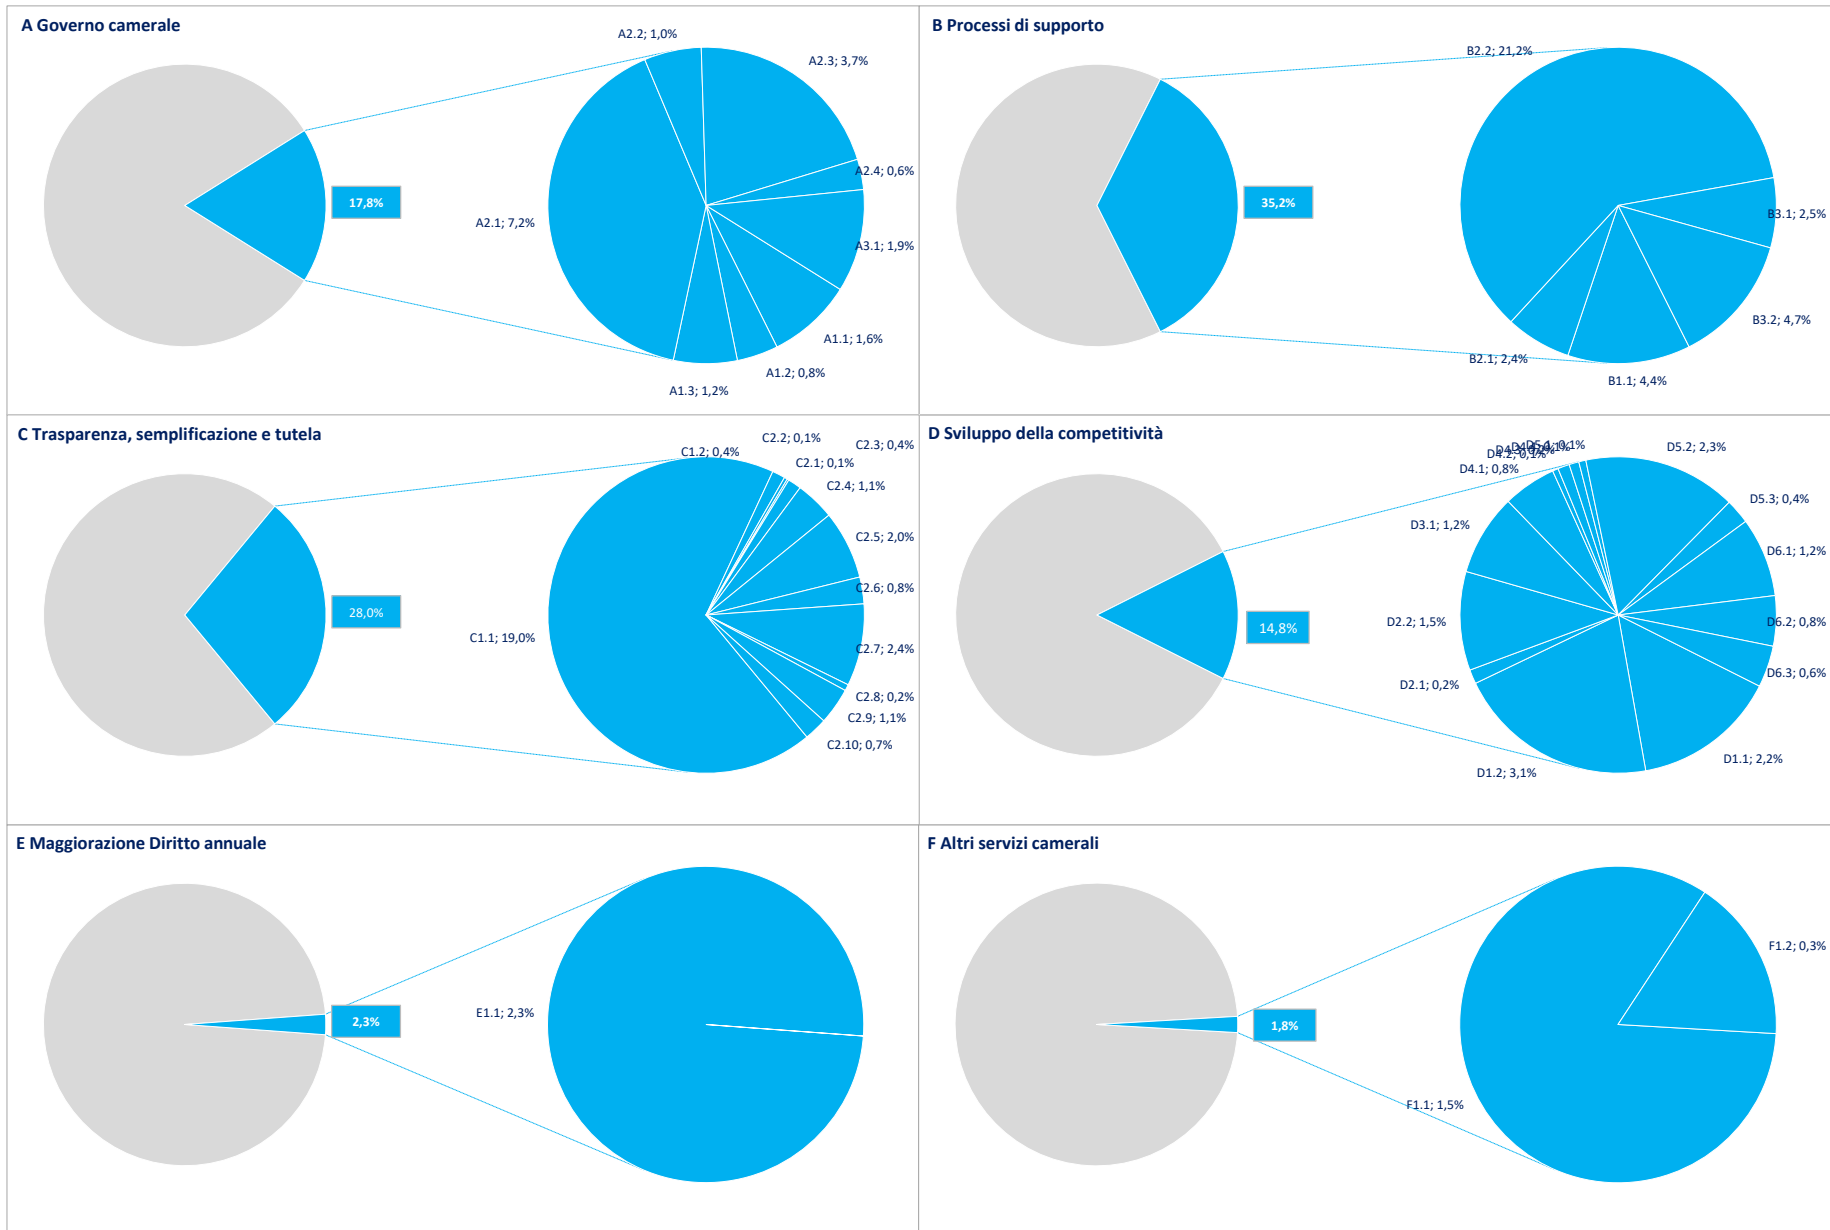 A Governo camerale
A2.2; 1,0%
A2.3; 3,7%
A2.4; 0,6%
17,8%
A2.1; 7,2%
A3.1; 1,9%
A1.1; 1,6%
A1.2; 0,8%
A1.3; 1,2%
B Processi di supporto
B2.2; 21,2%
35,2%
B3.1; 2,5%
B3.2; 4,7%
B2.1; 2,4%
B1.1; 4,4%
C Trasparenza, semplificazione e tutela
C1.2; 0,4%
C2.2; 0,1%
C2.3; 0,4%
C2.1; 0,1%
C2.4; 1,1%
C2.5; 2,0%
C2.6; 0,8%
28,0%
C1.1; 19,0%
C2.7; 2,4%
C2.8; 0,2%
C2.9; 1,1%
C2.10; 0,7%
D Sviluppo della competitività
D4.2; 0,1%
D5.1; 0,1%
D5.2; 2,3%
D4.1; 0,8%
D5.3; 0,4%
D3.1; 1,2%
D6.1; 1,2%
D2.2; 1,5%
14,8%
D6.2; 0,8%
D2.1; 0,2%
D6.3; 0,6%
D1.2; 3,1%
D1.1; 2,2%
E Maggiorazione Diritto annuale
2,3%
E1.1; 2,3%
F Altri servizi camerali
F1.2; 0,3%
1,8%
F1.1; 1,5%